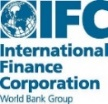 IFC
International
Finance
Corporation
World Bank Group